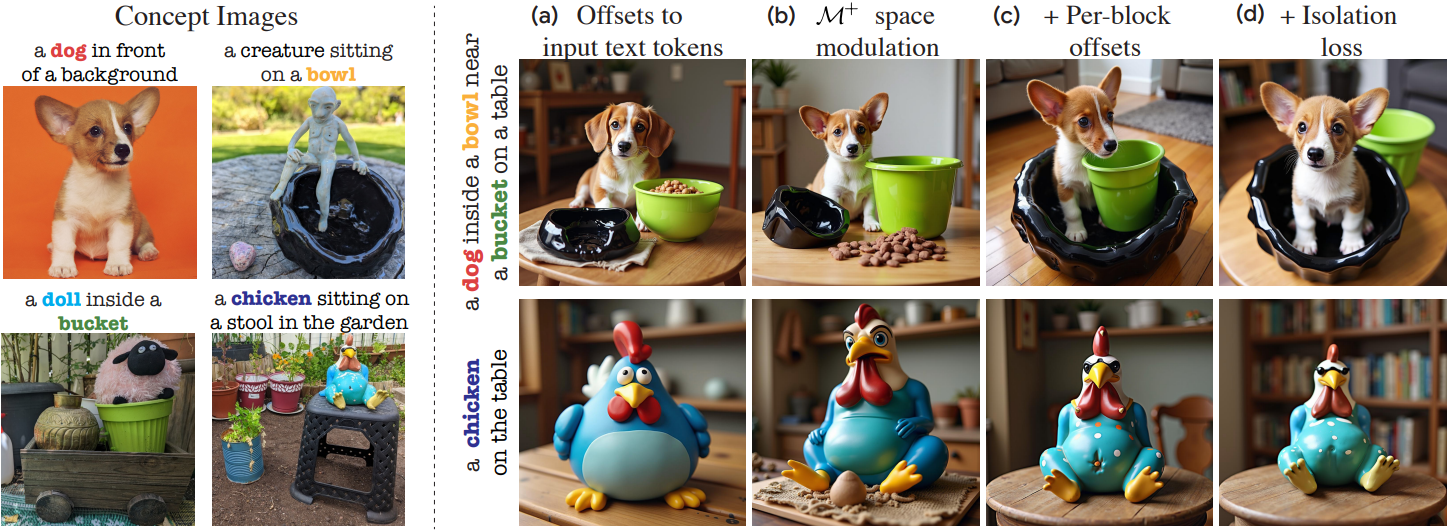 Concept Images
a dog in front
of a background
a creature sitting
on a bowl
a doll inside a
bucket
a chicken sitting on
a stool in the garden
(a) Offsets to
input text tokens
(b) ℳ⁺ space
modulation
(c) + Per-block
offsets
(d) + Isolation
loss
a dog inside a bowl near
a bucket on a table
a chicken
on the table